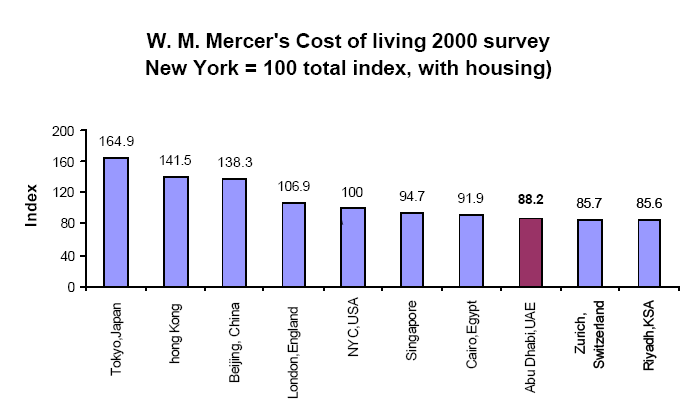 W. M. Mercer's Cost of living 2000 survey
New York = 100 total index, with housing)
Index
200
160
120
80
40
0
164.9
141.5
138.3
106.9
100
94.7
91.9
88.2
85.7
85.6
Tokyo,Japan
hong Kong
Beijing, China
London,England
NYC,USA
Singapore
Cairo,Egypt
Abu Dhabi,UAE
Zurich,
Switzerland
Riyadh,KSA